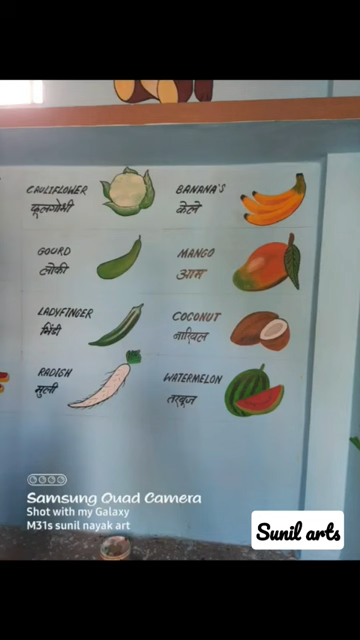 CAULIFLOWER
फूलगोभी
GOURD
लोकी
LADYFINGER
भिंडी
RADISH
मुली
BANANA'S
केले
MANGO
आम
COCONUT
नारियल
WATERMELON
तरबूज
Samsung Quad Camera
Shot with my Galaxy
M31s sunil nayak art
Sunil arts